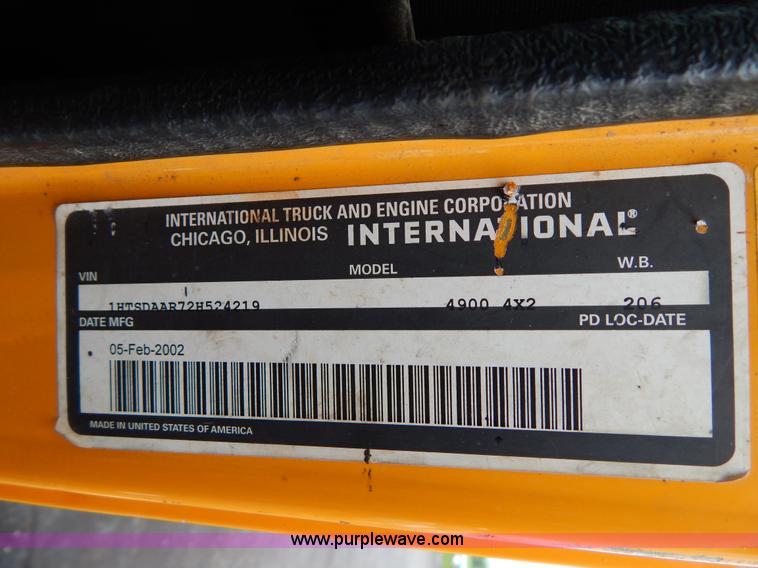 INTERNATIONAL TRUCK AND ENGINE CORPORATION
CHICAGO, ILLINOIS INTERNATIONAL®
VIN MODEL W.B.
1HTSDAAR72H524219 4900 4X2 206
DATE MFG PD LOC-DATE
05-Feb-2002
MADE IN UNITED STATES OF AMERICA
www.purplewave.com